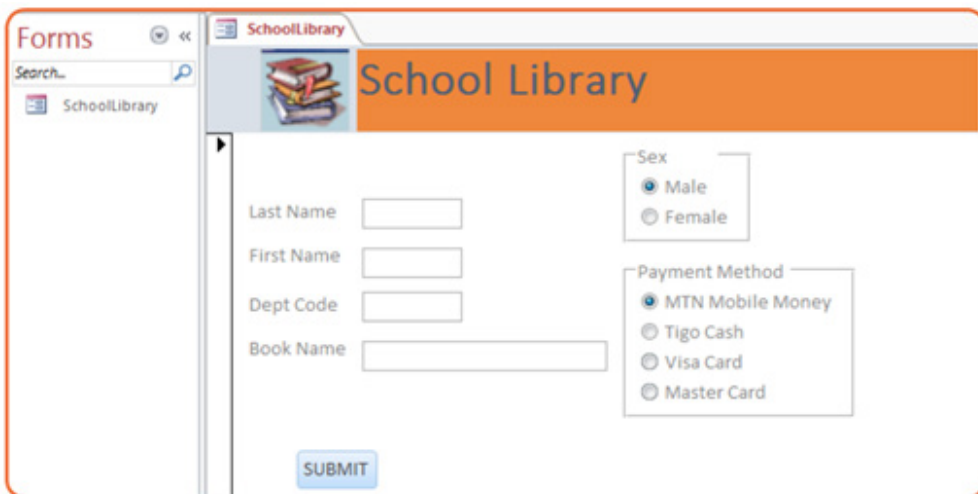 Forms
Search...
SchoolLibrary
SchoolLibrary
School Library
Last Name
First Name
Dept Code
Book Name
Sex
Male
Female
Payment Method
MTN Mobile Money
Tigo Cash
Visa Card
Master Card
SUBMIT